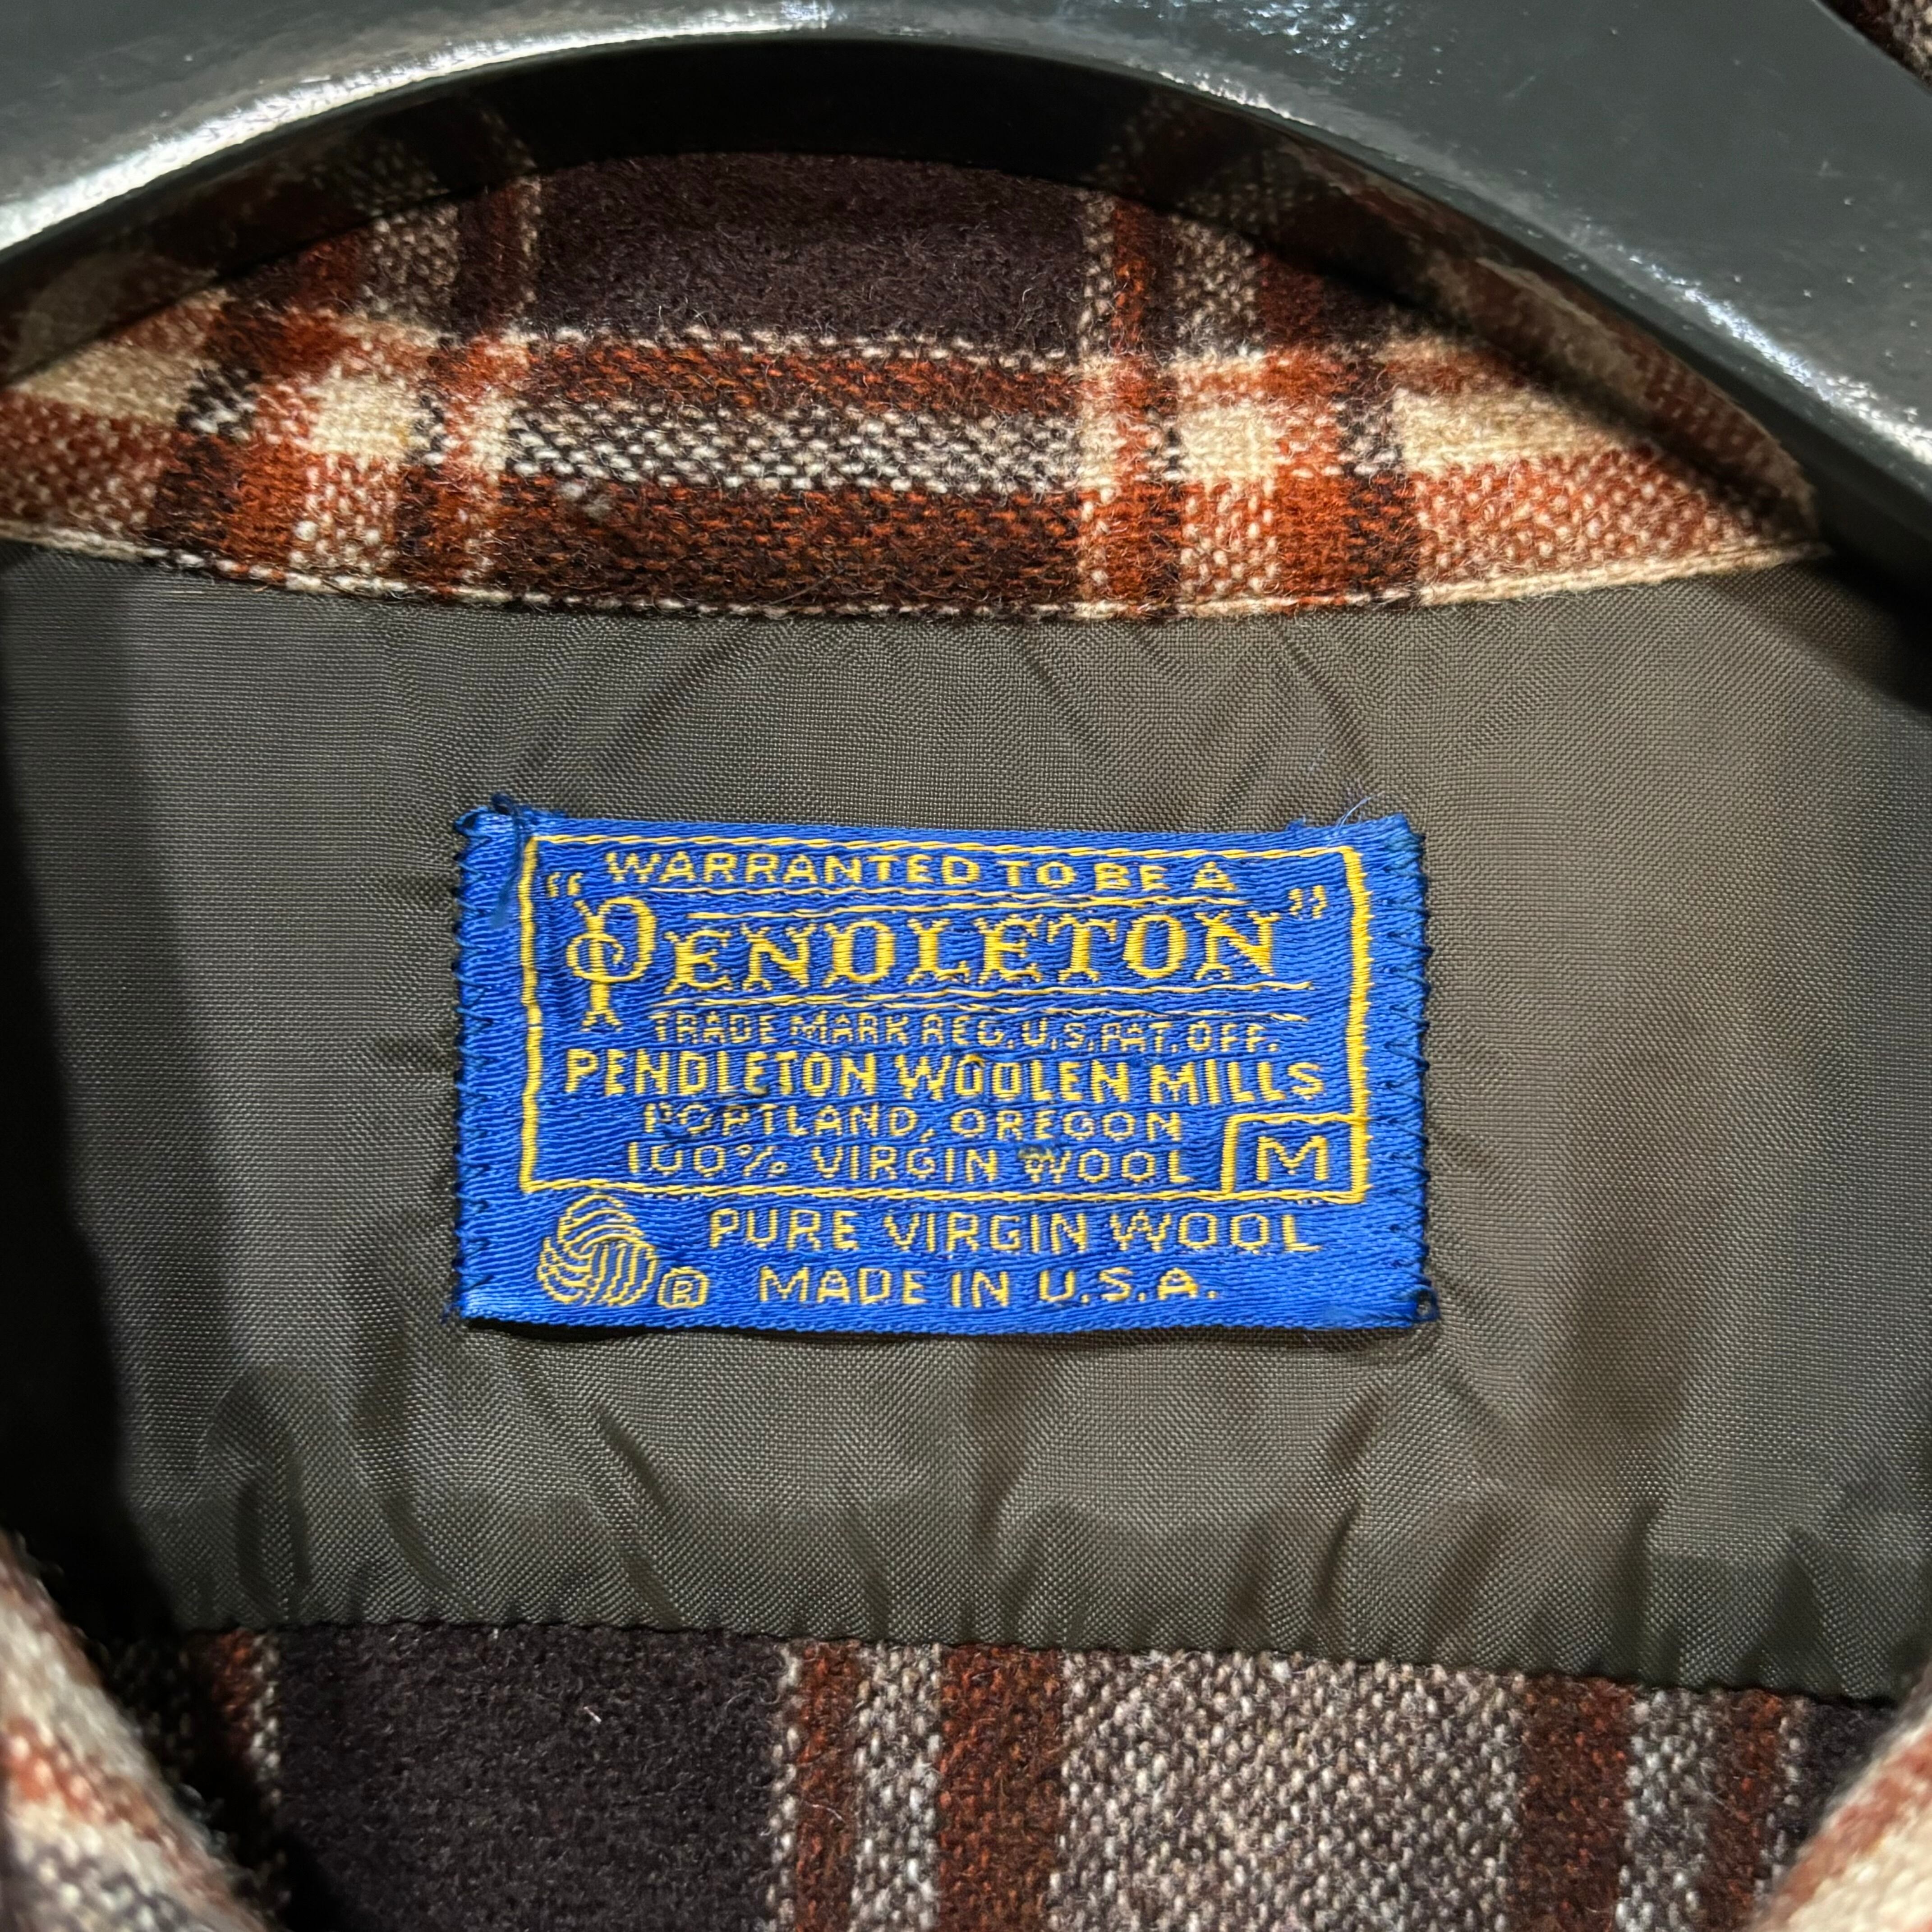 WARRANTED TO BE A
"PENDLETON"
TRADE MARK REG. U.S. PAT. OFF.
PENDLETON WOOLEN MILLS
PORTLAND, OREGON
100% VIRGIN WOOL M
PURE VIRGIN WOOL
® MADE IN U.S.A.